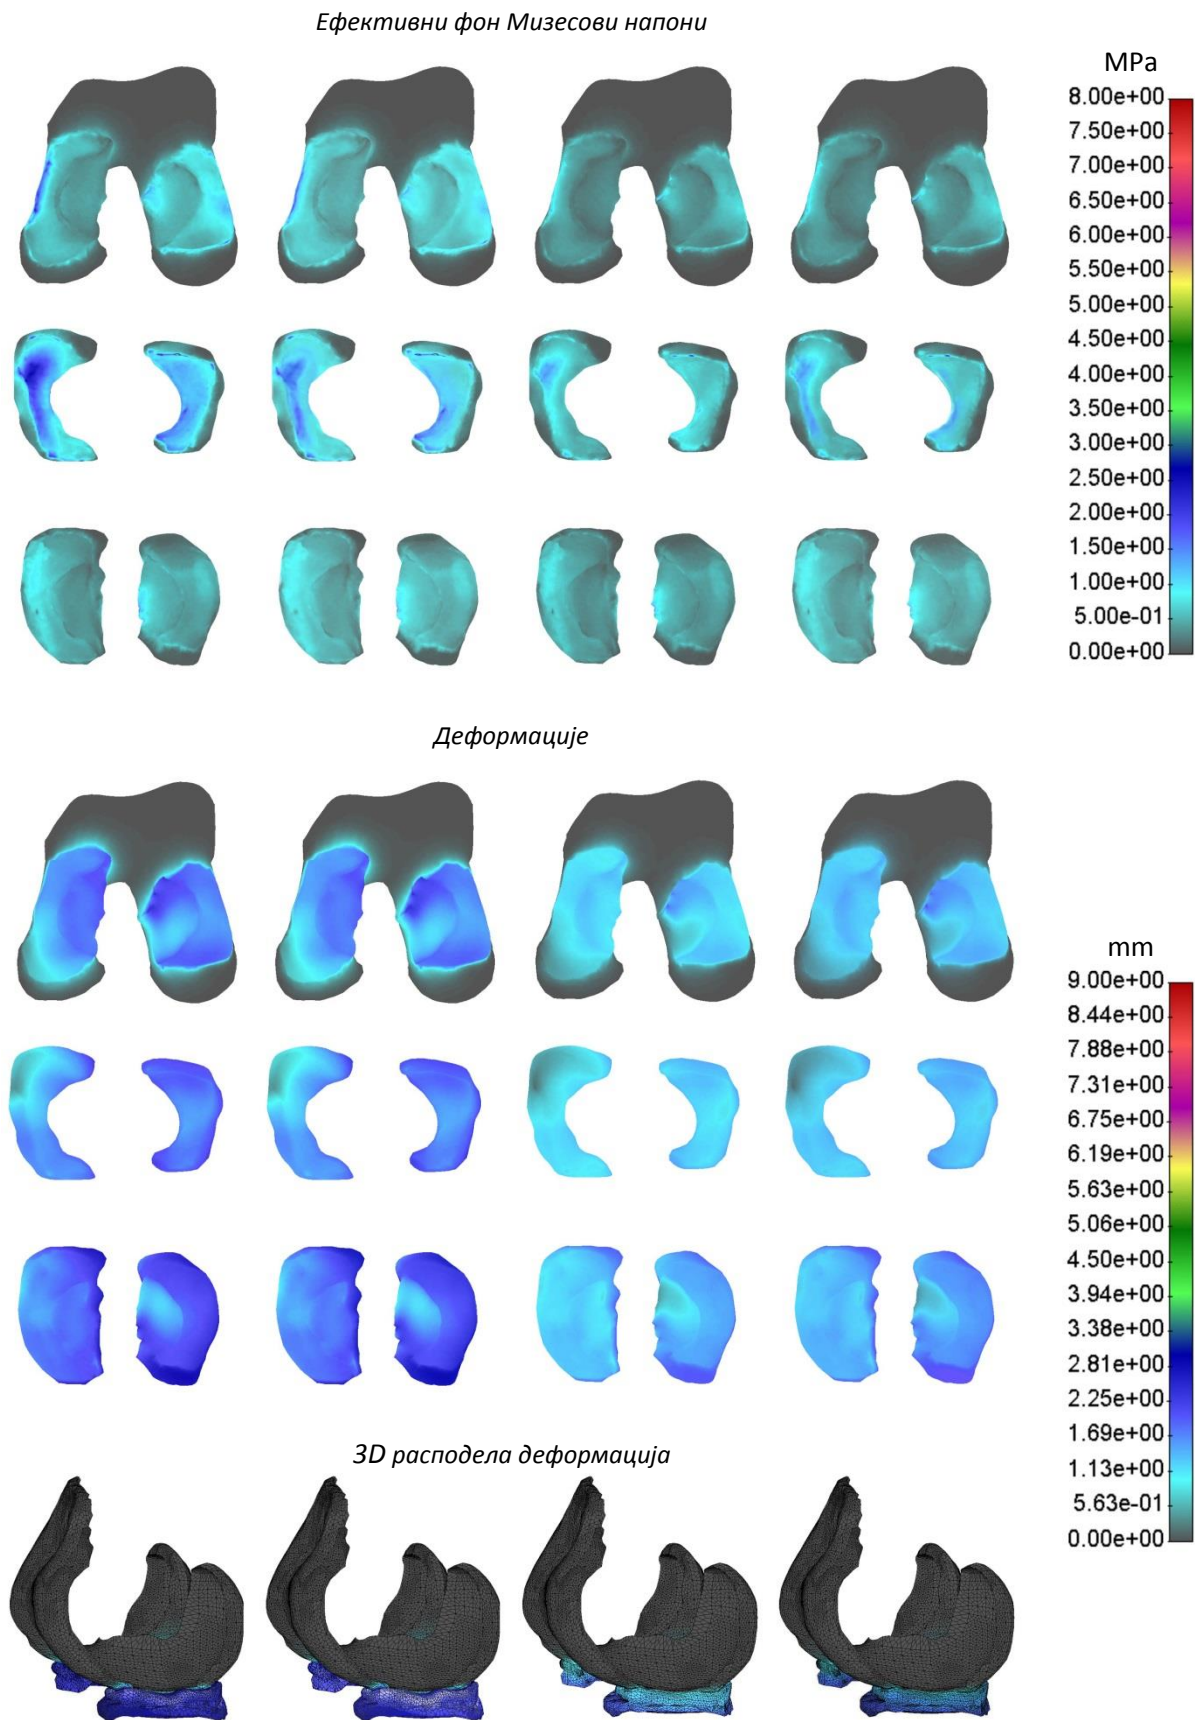 Ефективни фон Мизесови напони
MPa
8.00e+00
7.50e+00
7.00e+00
6.50e+00
6.00e+00
5.50e+00
5.00e+00
4.50e+00
4.00e+00
3.50e+00
3.00e+00
2.50e+00
2.00e+00
1.50e+00
1.00e+00
5.00e-01
0.00e+00
Деформације
mm
9.00e+00
8.44e+00
7.88e+00
7.31e+00
6.75e+00
6.19e+00
5.63e+00
5.06e+00
4.50e+00
3.94e+00
3.38e+00
2.81e+00
2.25e+00
1.69e+00
1.13e+00
5.63e-01
0.00e+00
3D расподела деформација